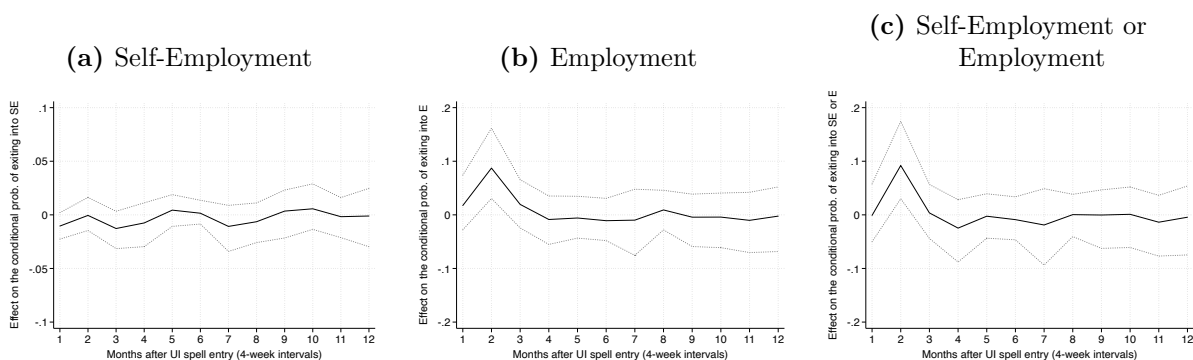 (a) Self-Employment
Effect on the conditional prob. of exiting into SE
.1
.05
0
-.05
-.1
1 2 3 4 5 6 7 8 9 10 11 12
Months after UI spell entry (4-week intervals)
(b) Employment
Effect on the conditional prob. of exiting into E
.2
.1
0
-.1
-.2
1 2 3 4 5 6 7 8 9 10 11 12
Months after UI spell entry (4-week intervals)
(c) Self-Employment or
Employment
Effect on the conditional prob. of exiting into SE or E
.2
.1
0
-.1
-.2
1 2 3 4 5 6 7 8 9 10 11 12
Months after UI spell entry (4-week intervals)